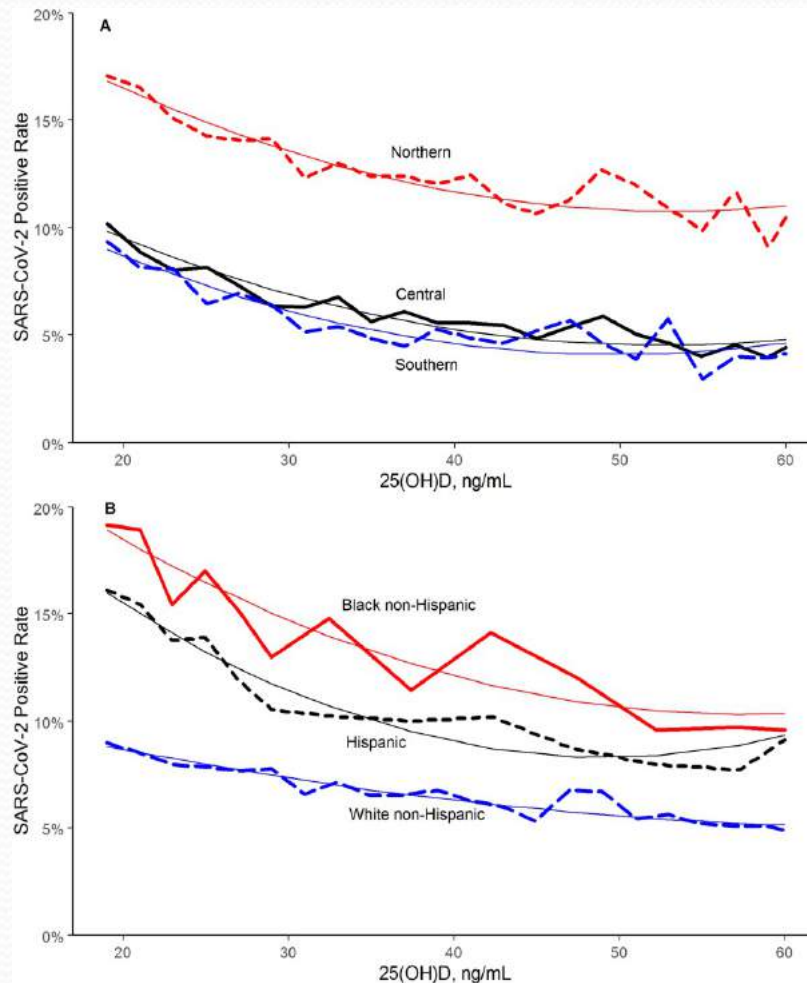 A
20%
15%
10%
5%
0%
SARS-CoV-2 Positive Rate
Northern
Central
Southern
20 30 40 50 60
25(OH)D, ng/mL
B
20%
15%
10%
5%
0%
SARS-CoV-2 Positive Rate
Black non-Hispanic
Hispanic
White non-Hispanic
20 30 40 50 60
25(OH)D, ng/mL